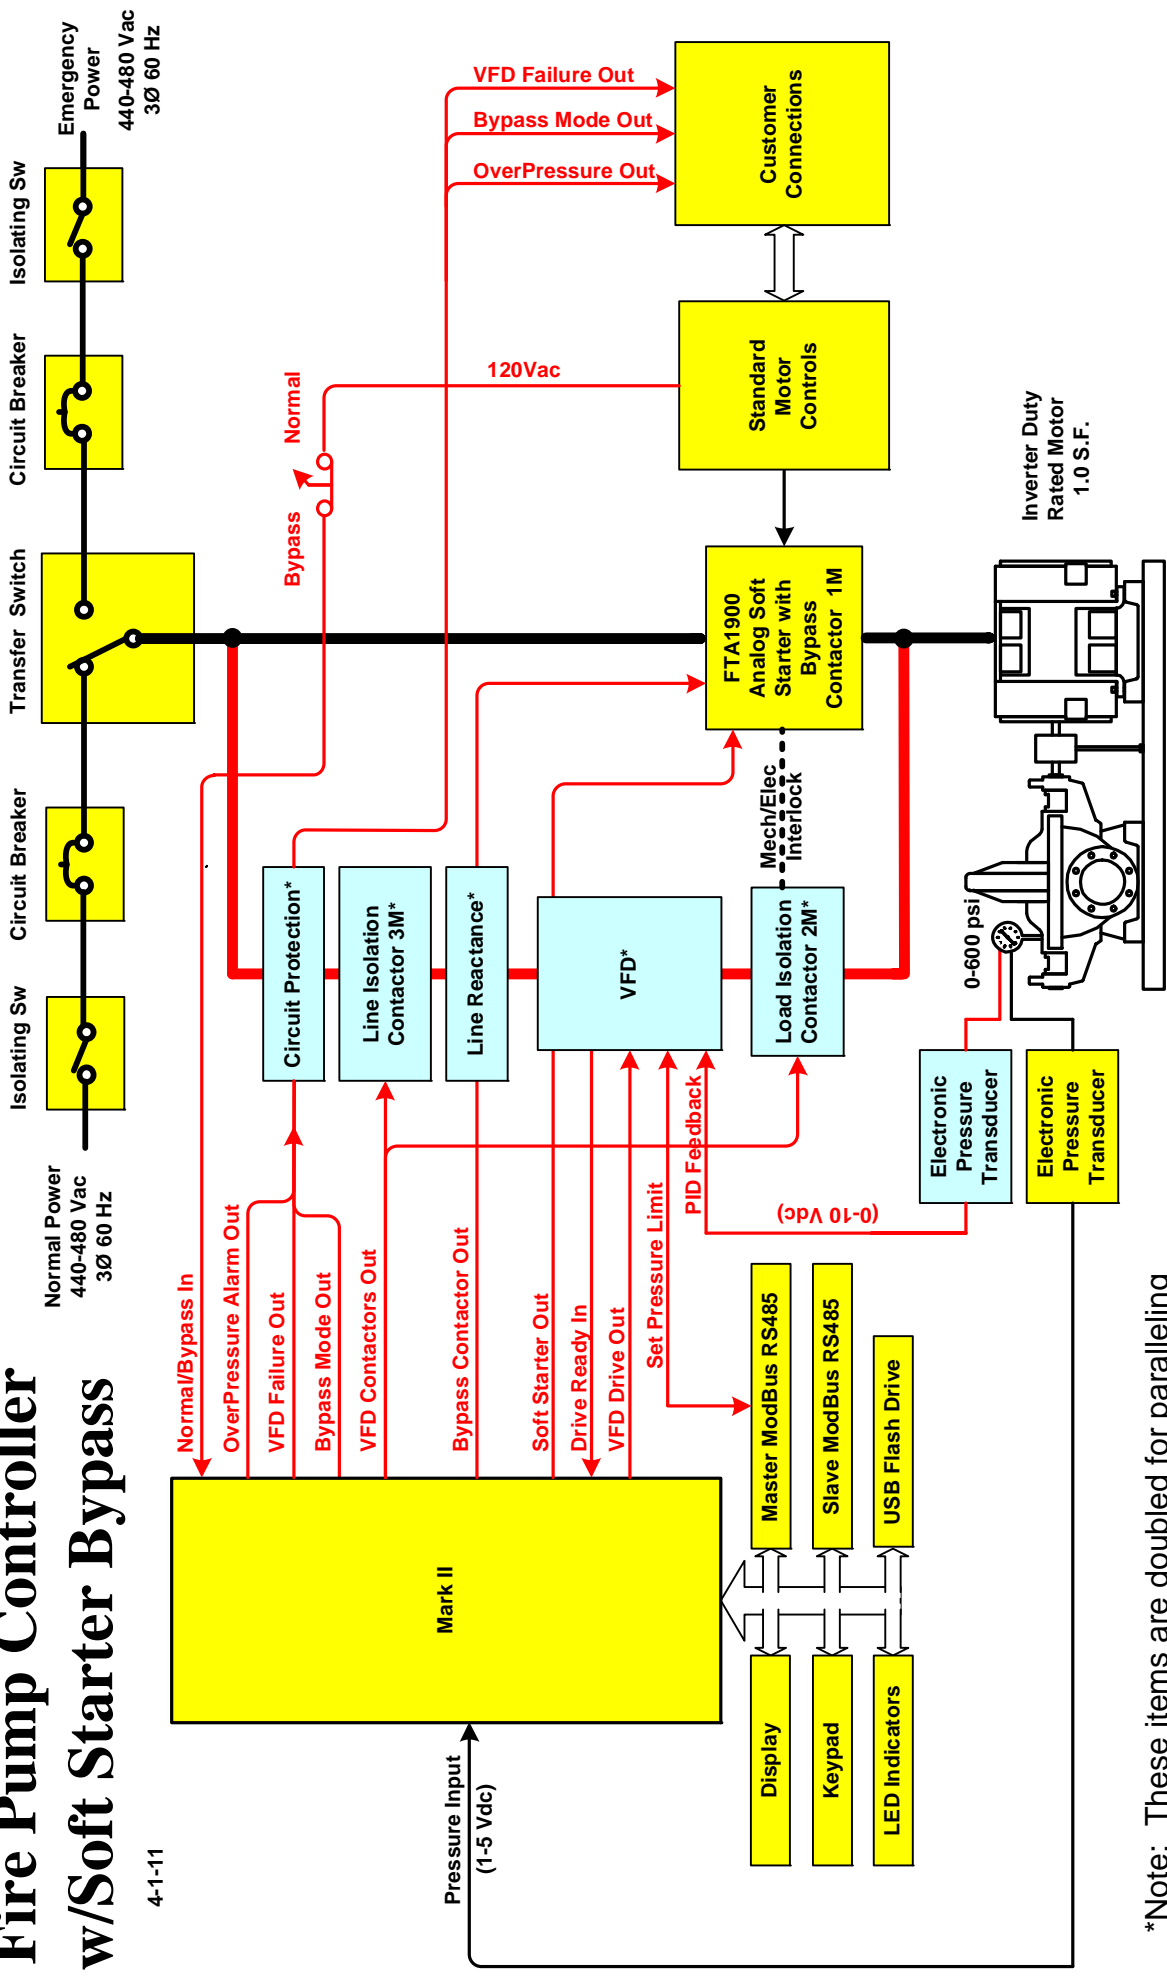 Fire Pump Controller
w/Soft Starter Bypass
4-1-11
Normal Power
440-480 Vac
3Ø 60 Hz
Isolating Sw
Circuit Breaker
Transfer Switch
Circuit Breaker
Isolating Sw
Emergency
Power
440-480 Vac
3Ø 60 Hz
Normal/Bypass In
OverPressure Alarm Out
VFD Failure Out
Bypass Mode Out
VFD Contactors Out
Bypass Contactor Out
Soft Starter Out
Drive Ready In
VFD Drive Out
Set Pressure Limit
PID Feedback
(0-10 Vdc)
Bypass
Normal
120Vac
VFD Failure Out
Bypass Mode Out
OverPressure Out
Circuit Protection*
Line Isolation
Contactor 3M*
Line Reactance*
VFD*
Load Isolation
Contactor 2M*
Mech/Elec
Interlock
FTA1900
Analog Soft
Starter with
Bypass
Contactor 1M
Standard
Motor
Controls
Customer
Connections
Mark II
Pressure Input
(1-5 Vdc)
Display
Keypad
LED Indicators
Master ModBus RS485
Slave ModBus RS485
USB Flash Drive
Electronic
Pressure
Transducer
Electronic
Pressure
Transducer
0-600 psi
Inverter Duty
Rated Motor
1.0 S.F.
*Note: These items are doubled for paralleling